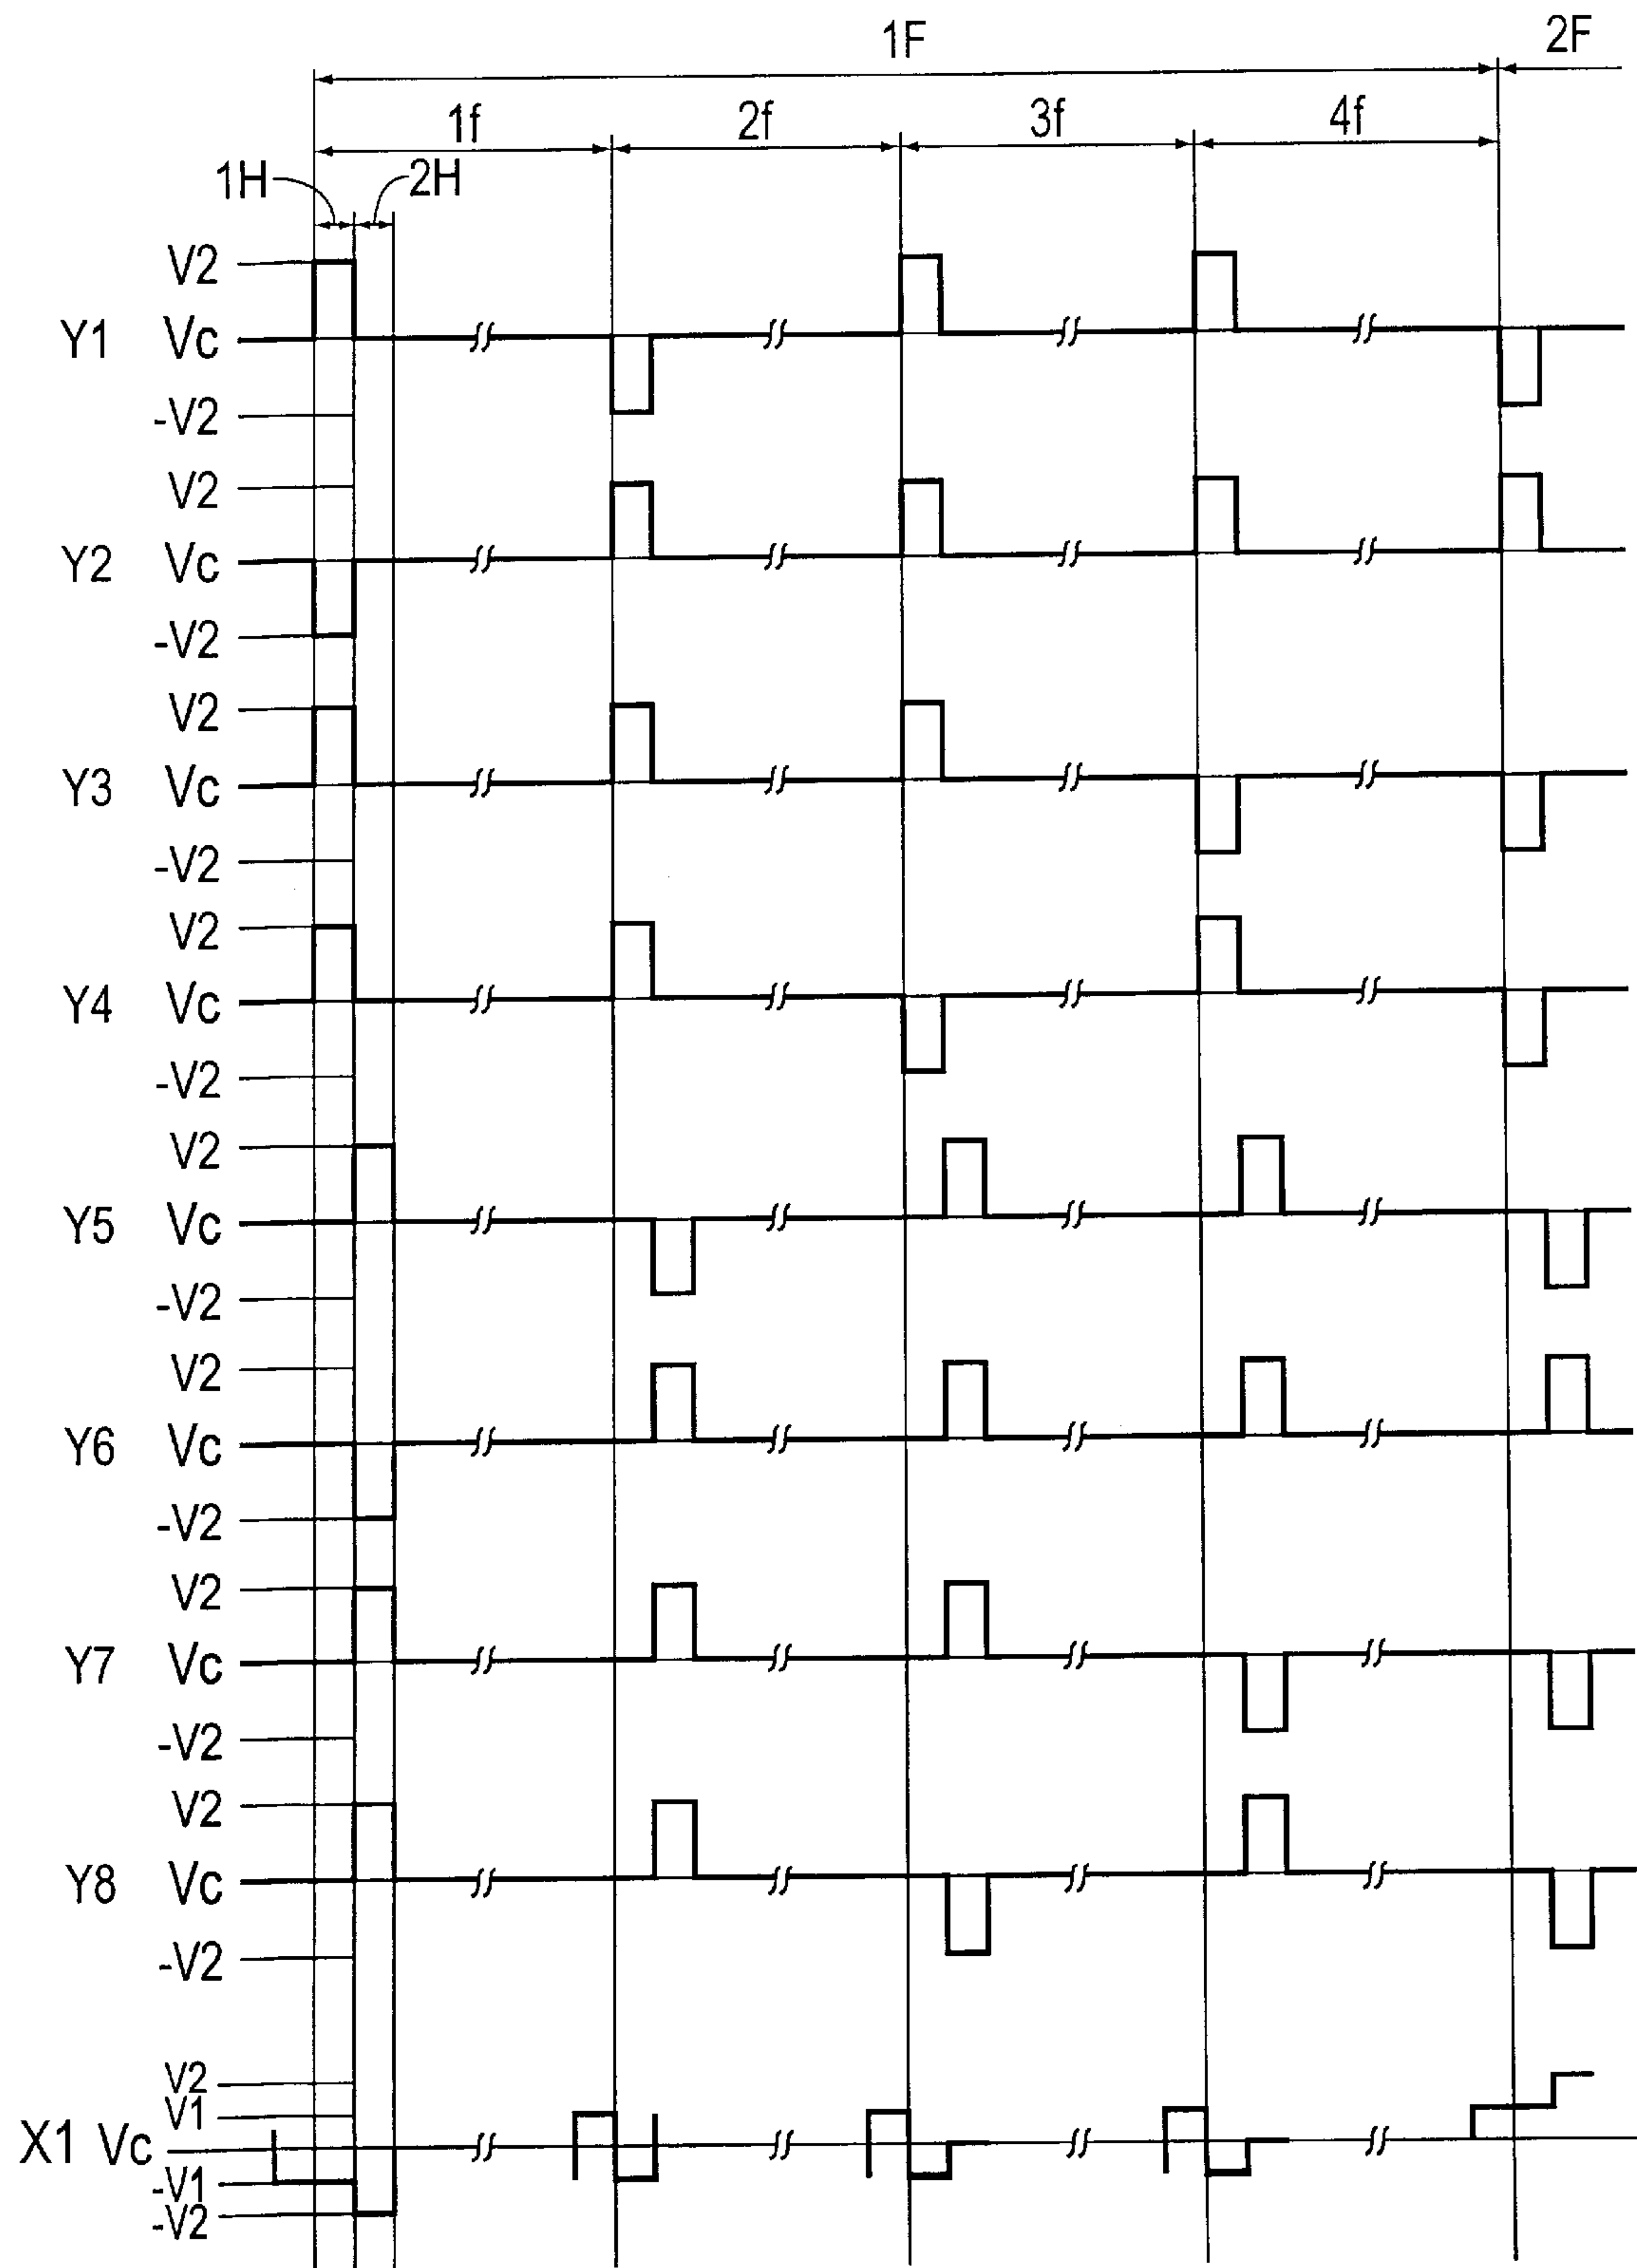 1F 2F
1f 2f 3f 4f
1H 2H
V2
Y1 Vc
-V2
V2
Y2 Vc
-V2
V2
Y3 Vc
-V2
V2
Y4 Vc
-V2
V2
Y5 Vc
-V2
V2
Y6 Vc
-V2
V2
Y7 Vc
-V2
V2
Y8 Vc
-V2
V2
V1
X1 Vc
-V1
-V2